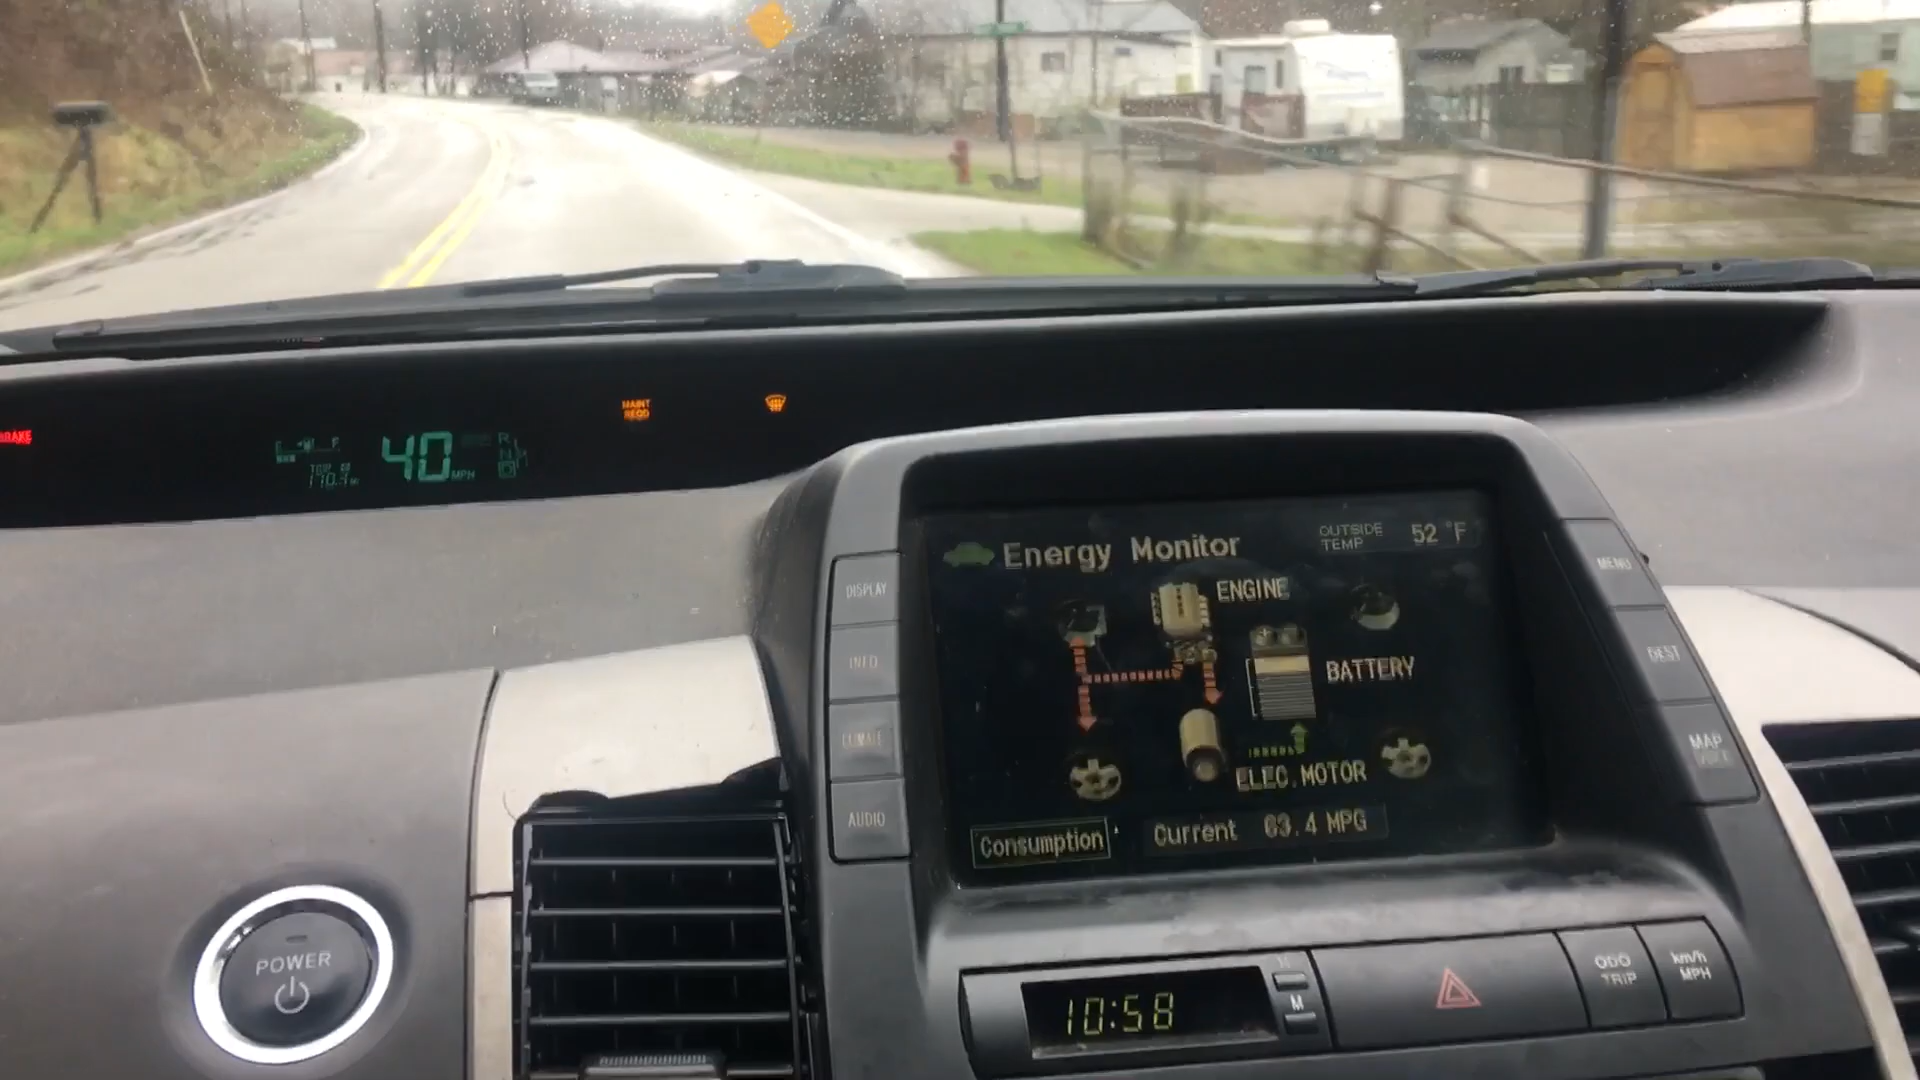 BRAKE
MAINT
REQD
E F
40 MPH
R
N
D
TRIP
Energy Monitor
OUTSIDE
TEMP
52 °F
ENGINE
BATTERY
ELEC.MOTOR
Consumption
Current 63.4 MPG
DISPLAY
INFO
CLIMATE
AUDIO
MENU
DEST
MAP
POWER
10:58
H
M
ODO
TRIP
km/h
MPH